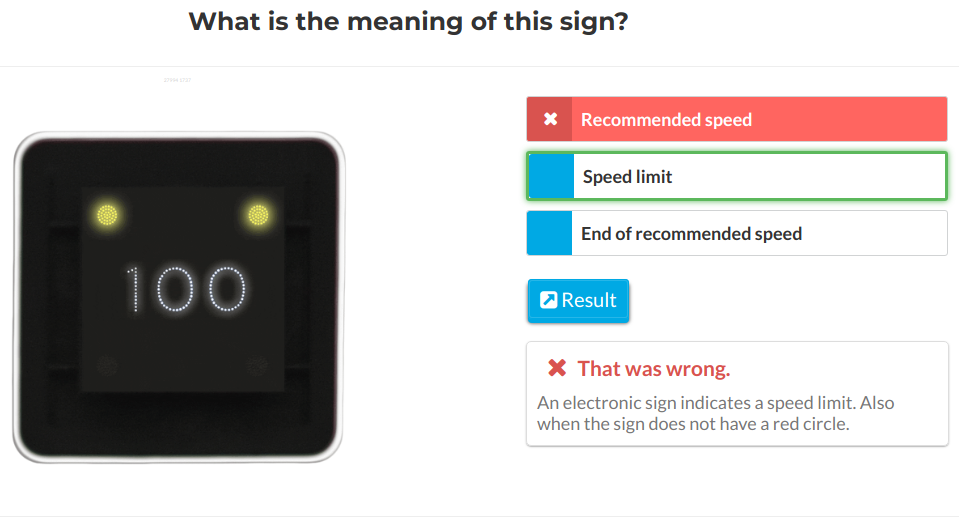 What is the meaning of this sign?
100
Recommended speed
Speed limit
End of recommended speed
Result
That was wrong.
An electronic sign indicates a speed limit. Also
when the sign does not have a red circle.